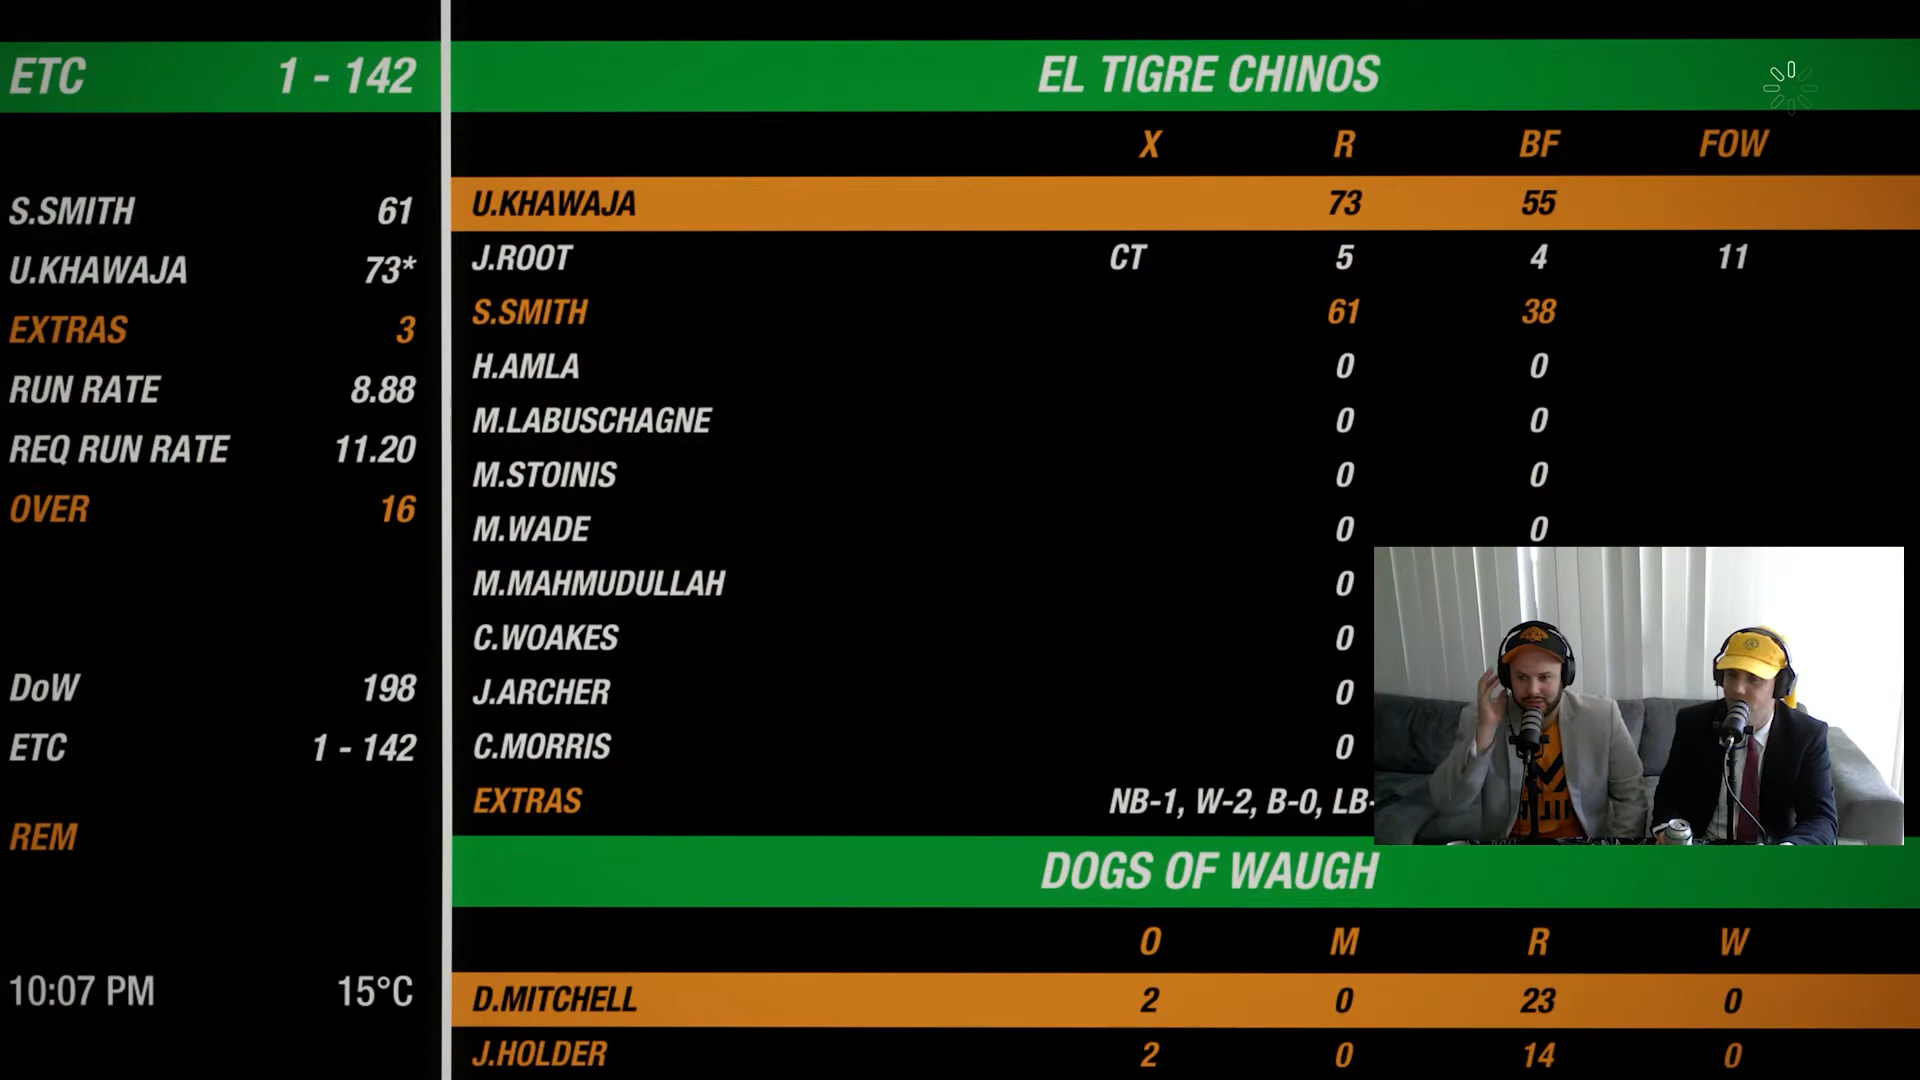 ETC 1 - 142
S.SMITH 61
U.KHAWAJA 73*
EXTRAS 3
RUN RATE 8.88
REQ RUN RATE 11.20
OVER 16
DoW 198
ETC 1 - 142
REM
10:07 PM 15°C
EL TIGRE CHINOS
X R BF FOW
U.KHAWAJA 73 55
J.ROOT CT 5 4 11
S.SMITH 61 38
H.AMLA 0 0
M.LABUSCHAGNE 0 0
M.STOINIS 0 0
M.WADE 0 0
M.MAHMUDULLAH 0
C.WOAKES 0
J.ARCHER 0
C.MORRIS 0
EXTRAS NB-1, W-2, B-0, LB-
DOGS OF WAUGH
O M R W
D.MITCHELL 2 0 23 0
J.HOLDER 2 0 14 0